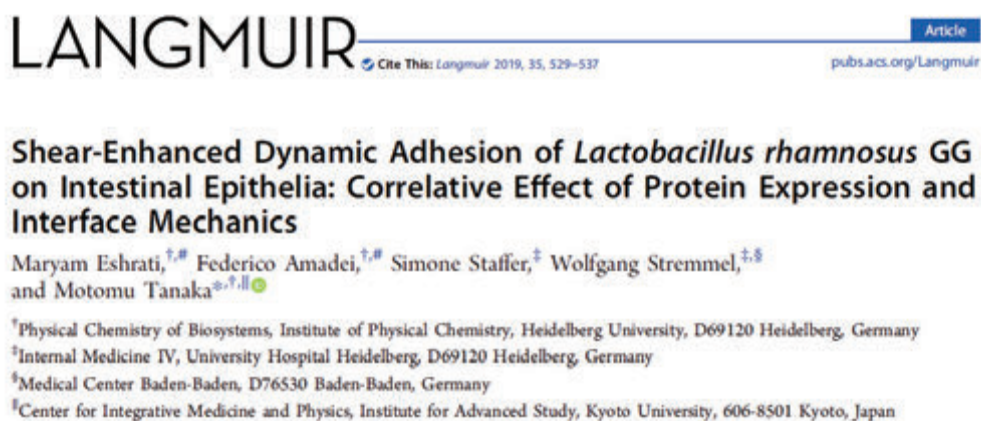 LANGMUIR
Article
Cite This: Langmuir 2019, 35, 529–537
pubs.acs.org/Langmuir
Shear-Enhanced Dynamic Adhesion of Lactobacillus rhamnosus GG
on Intestinal Epithelia: Correlative Effect of Protein Expression and
Interface Mechanics
Maryam Eshrati,†,# Federico Amadei,†,# Simone Staffer,‡ Wolfgang Stremmel,‡,§
and Motomu Tanaka*,†,∥
†Physical Chemistry of Biosystems, Institute of Physical Chemistry, Heidelberg University, D69120 Heidelberg, Germany
‡Internal Medicine IV, University Hospital Heidelberg, D69120 Heidelberg, Germany
§Medical Center Baden-Baden, D76530 Baden-Baden, Germany
∥Center for Integrative Medicine and Physics, Institute for Advanced Study, Kyoto University, 606-8501 Kyoto, Japan